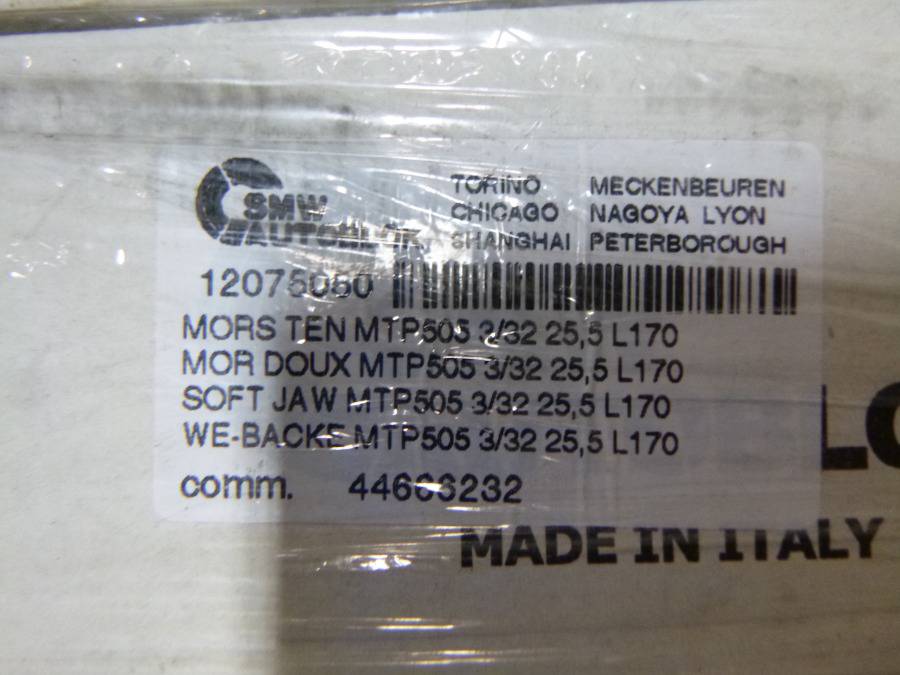 SMW
AUTOBLOK
TORINO MECKENBEUREN
CHICAGO NAGOYA LYON
SHANGHAI PETERBOROUGH
12075050
MORS TEN MTP505 3/32 25,5 L170
MOR DOUX MTP505 3/32 25,5 L170
SOFT JAW MTP505 3/32 25,5 L170
WE-BACKE MTP505 3/32 25,5 L170
comm. 44666232
LO
MADE IN ITALY